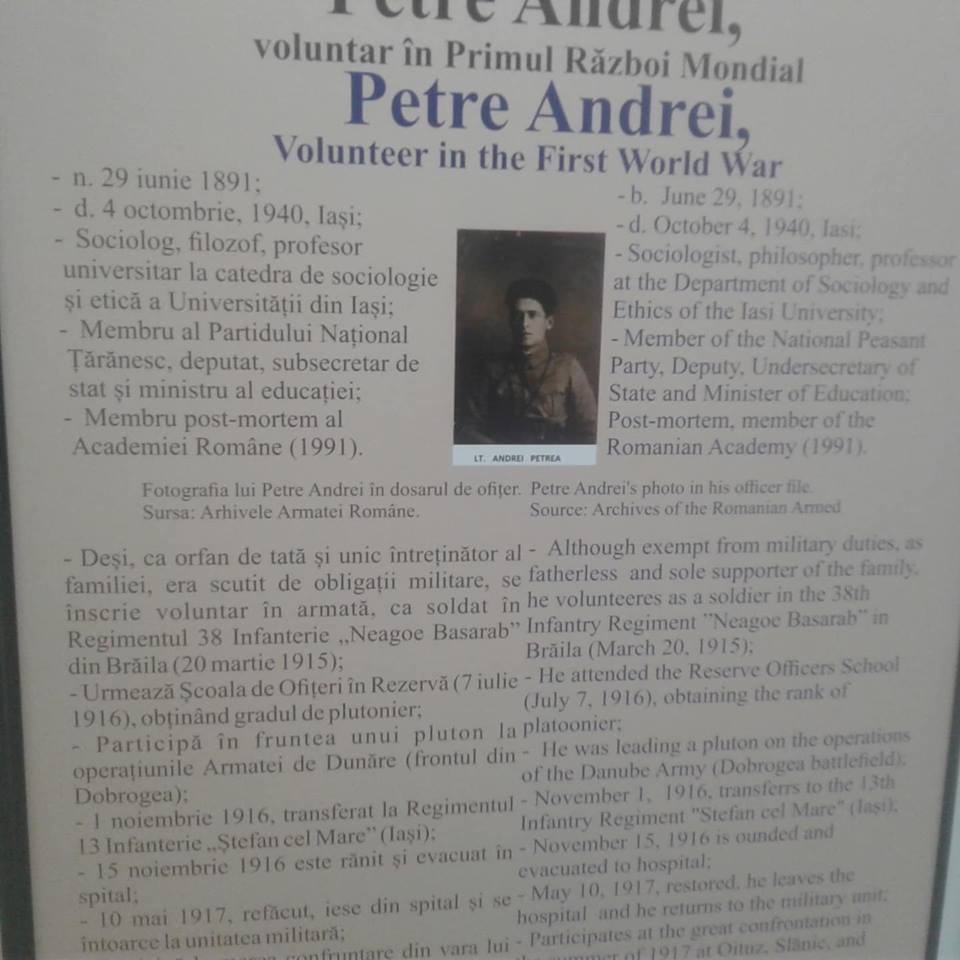 Petre Andrei,
voluntar în Primul Război Mondial
Petre Andrei,
Volunteer in the First World War
- n. 29 iunie 1891;
- d. 4 octombrie, 1940, Iași;
- Sociolog, filozof, profesor
universitar la catedra de sociologie
și etică a Universității din Iași;
- Membru al Partidului Național
Țărănesc, deputat, subsecretar de
stat și ministru al educației;
- Membru post-mortem al
Academiei Române (1991).
- b. June 29, 1891;
- d. October 4, 1940, Iasi;
- Sociologist, philosopher, professor
at the Department of Sociology and
Ethics of the Iasi University;
- Member of the National Peasant
Party, Deputy, Undersecretary of
State and Minister of Education;
Post-mortem, member of the
Romanian Academy (1991).
LT. ANDREI PETREA
Fotografia lui Petre Andrei în dosarul de ofițer.
Sursa: Arhivele Armatei Române.
Petre Andrei's photo in his officer file.
Source: Archives of the Romanian Armed
- Deși, ca orfan de tată și unic întreținător al
familiei, era scutit de obligații militare, se
înscrie voluntar în armată, ca soldat în
Regimentul 38 Infanterie „Neagoe Basarab”
din Brăila (20 martie 1915);
- Urmează Școala de Ofițeri în Rezervă (7 iulie
1916), obținând gradul de plutonier;
- Participă în fruntea unui pluton la
operațiunile Armatei de Dunăre (frontul din
Dobrogea);
- 1 noiembrie 1916, transferat la Regimentul
13 Infanterie „Ștefan cel Mare” (Iași);
- 15 noiembrie 1916 este rănit și evacuat în
spital;
- 10 mai 1917, refăcut, iese din spital și se
întoarce la unitatea militară;
confruntare din vara lui
- Although exempt from military duties, as
fatherless and sole supporter of the family,
he volunteeres as a soldier in the 38th
Infantry Regiment ”Neagoe Basarab” in
Brăila (March 20, 1915);
- He attended the Reserve Officers School
(July 7, 1916), obtaining the rank of
platoonier;
- He was leading a pluton on the operations
of the Danube Army (Dobrogea battlefield);
- November 1, 1916, transferrs to the 13th
Infantry Regiment "Stefan cel Mare" (Iași);
- November 15, 1916 is ounded and
evacuated to hospital;
- May 10, 1917, restored, he leaves the
hospital and he returns to the military unit;
- Participates at the great confrontation in
summer of 1917 at Oituz, Slănic, and